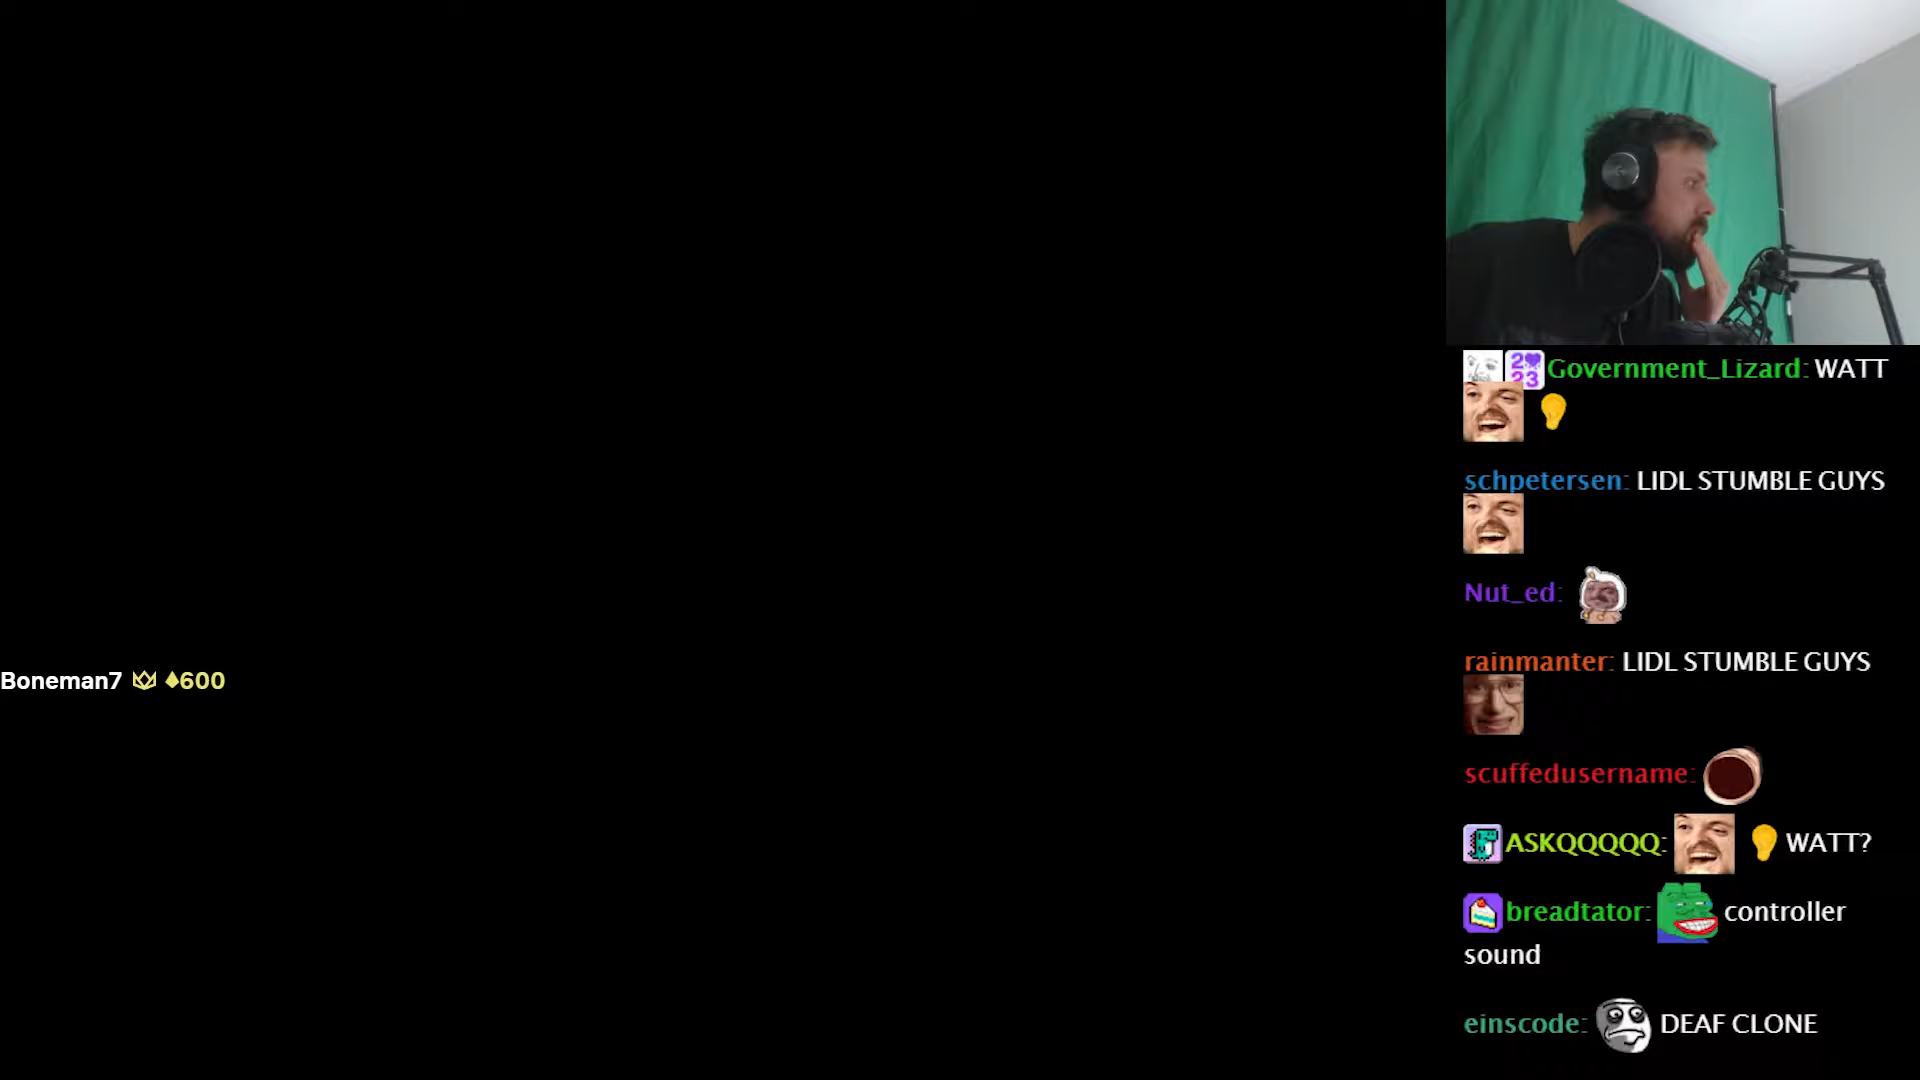 Government_Lizard: WATT
schpetersen: LIDL STUMBLE GUYS
Nut_ed:
rainmanter: LIDL STUMBLE GUYS
Boneman7 ♦600
scuffedusername:
ASKQQQQQ: WATT?
breadtator: controller
sound
einscode: DEAF CLONE